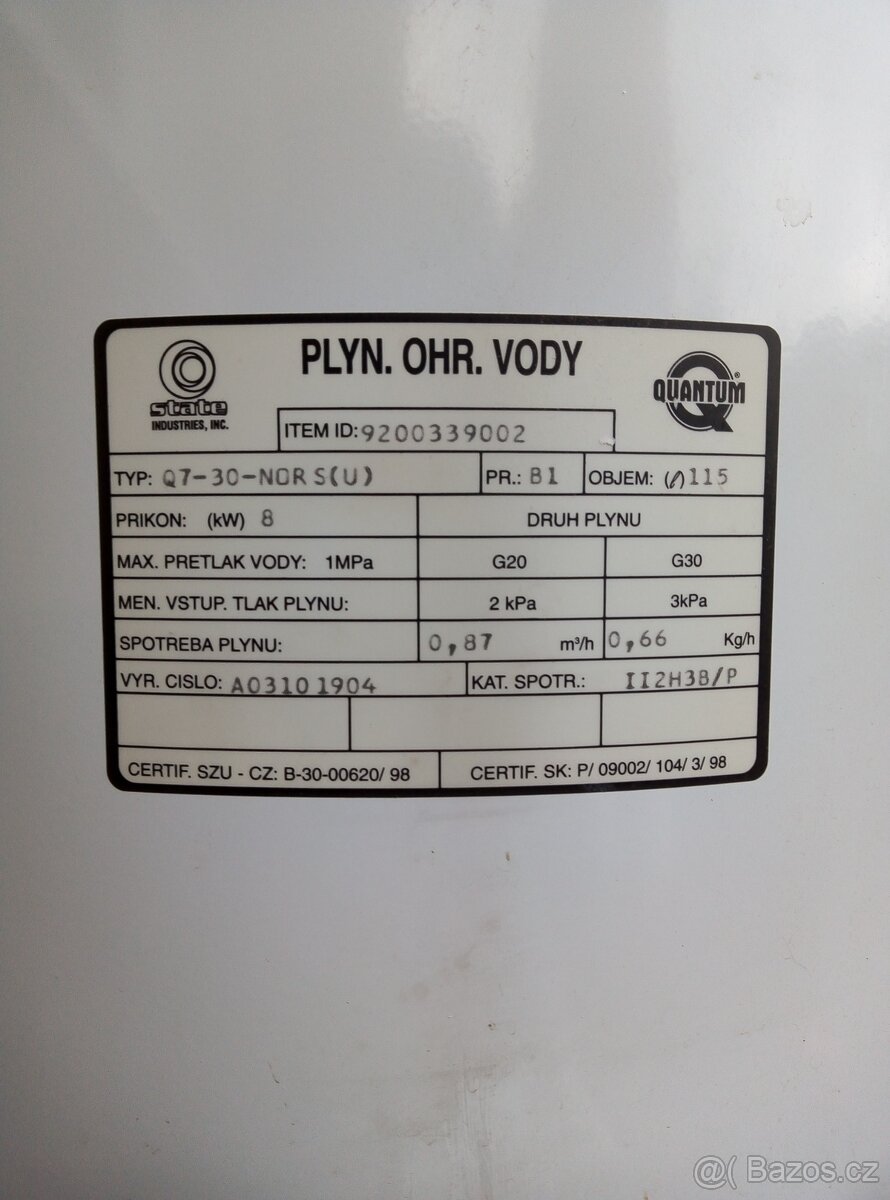 state
INDUSTRIES, INC.
PLYN. OHR. VODY
QUANTUM®
ITEM ID: 9200339002
TYP: Q7-30-NORS(U) PR.: B1 OBJEM: (l) 115
PRIKON: (kW) 8 DRUH PLYNU
MAX. PRETLAK VODY: 1MPa G20 G30
MEN. VSTUP. TLAK PLYNU: 2 kPa 3kPa
SPOTREBA PLYNU: 0,87 m³/h 0,66 Kg/h
VYR. CISLO: A03101904 KAT. SPOTR.: II2H3B/P
CERTIF. SZU - CZ: B-30-00620/ 98 CERTIF. SK: P/ 09002/ 104/ 3/ 98
@( Bazos.cz